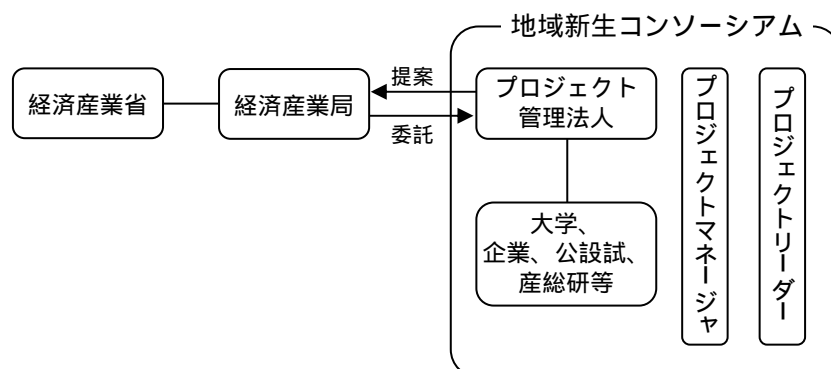 地域新生コンソーシアム
経済産業省
経済産業局
提案
委託
プロジェクト
管理法人
大学、
企業、公設試、
産総研等
プロジェクトマネージャ
プロジェクトリーダー